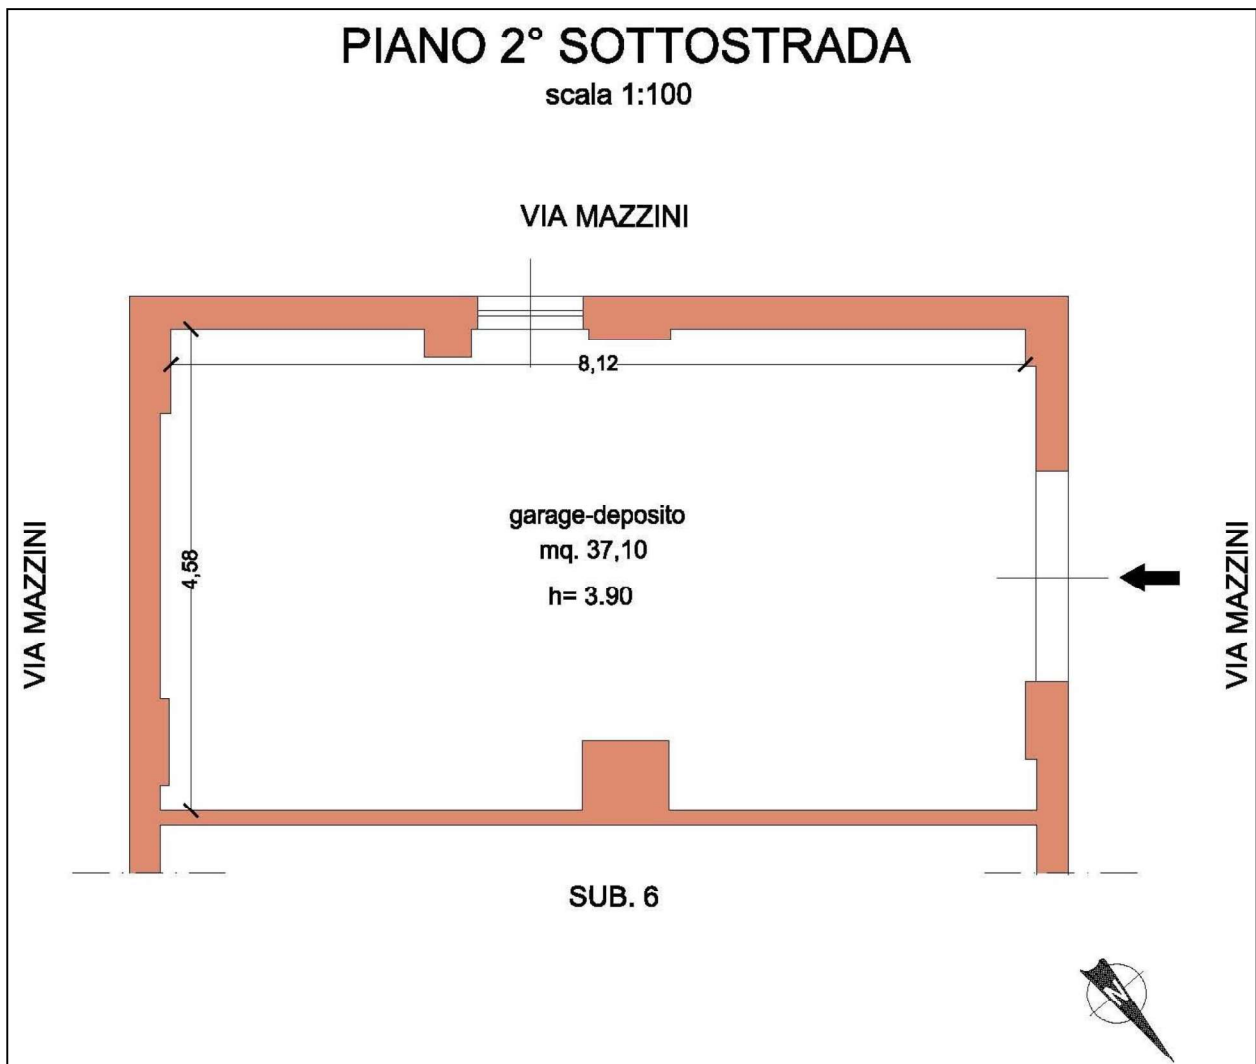 PIANO 2° SOTTOSTRADA
scala 1:100
VIA MAZZINI
8,12
garage-deposito
mq. 37,10
h= 3.90
4,58
VIA MAZZINI
VIA MAZZINI
SUB. 6
N